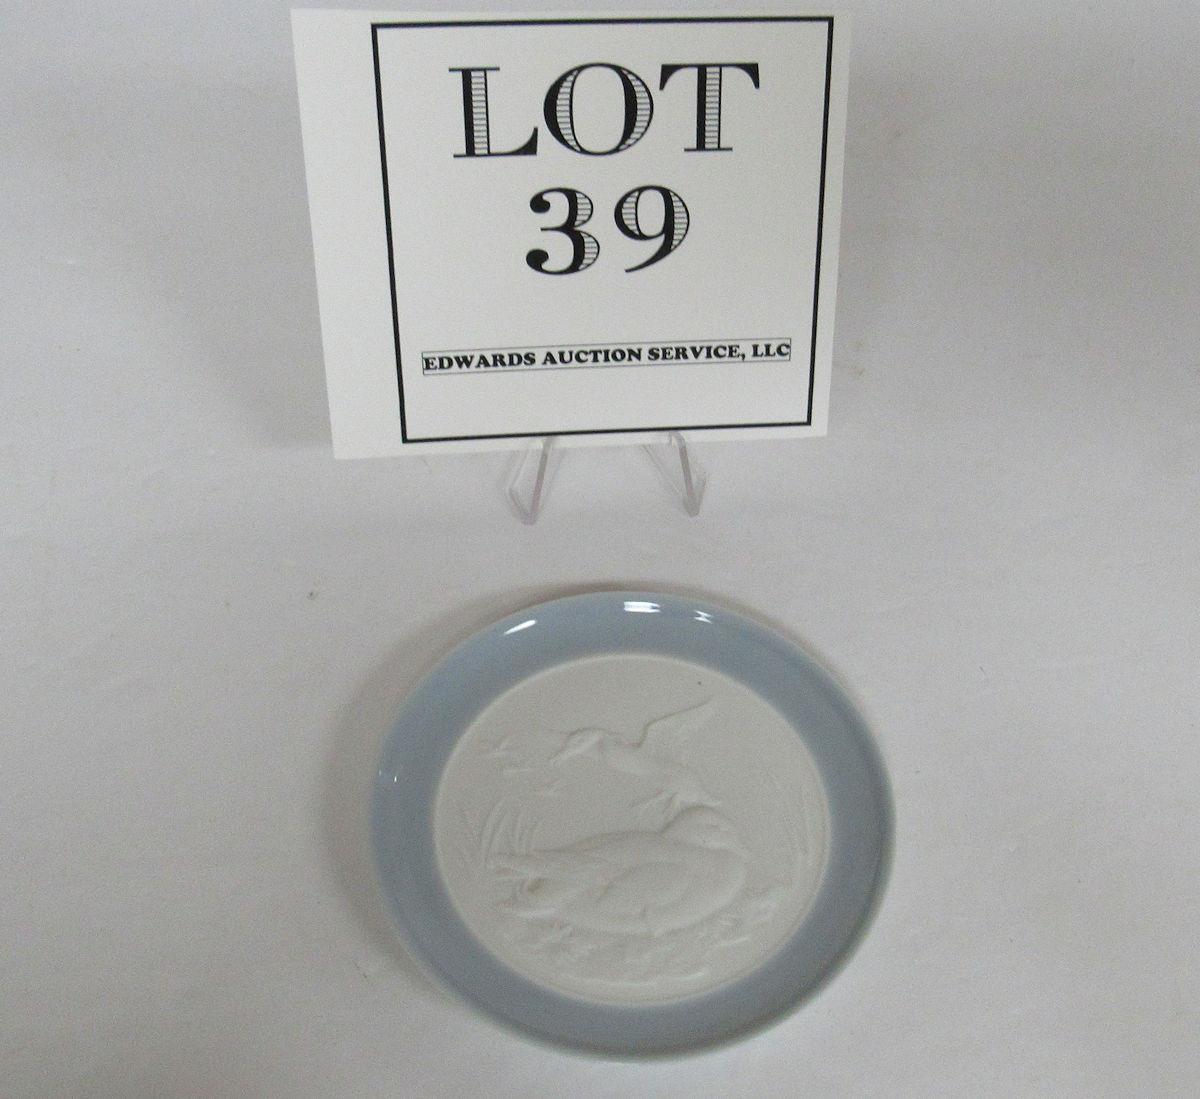 LOT
39
EDWARDS AUCTION SERVICE, LLC